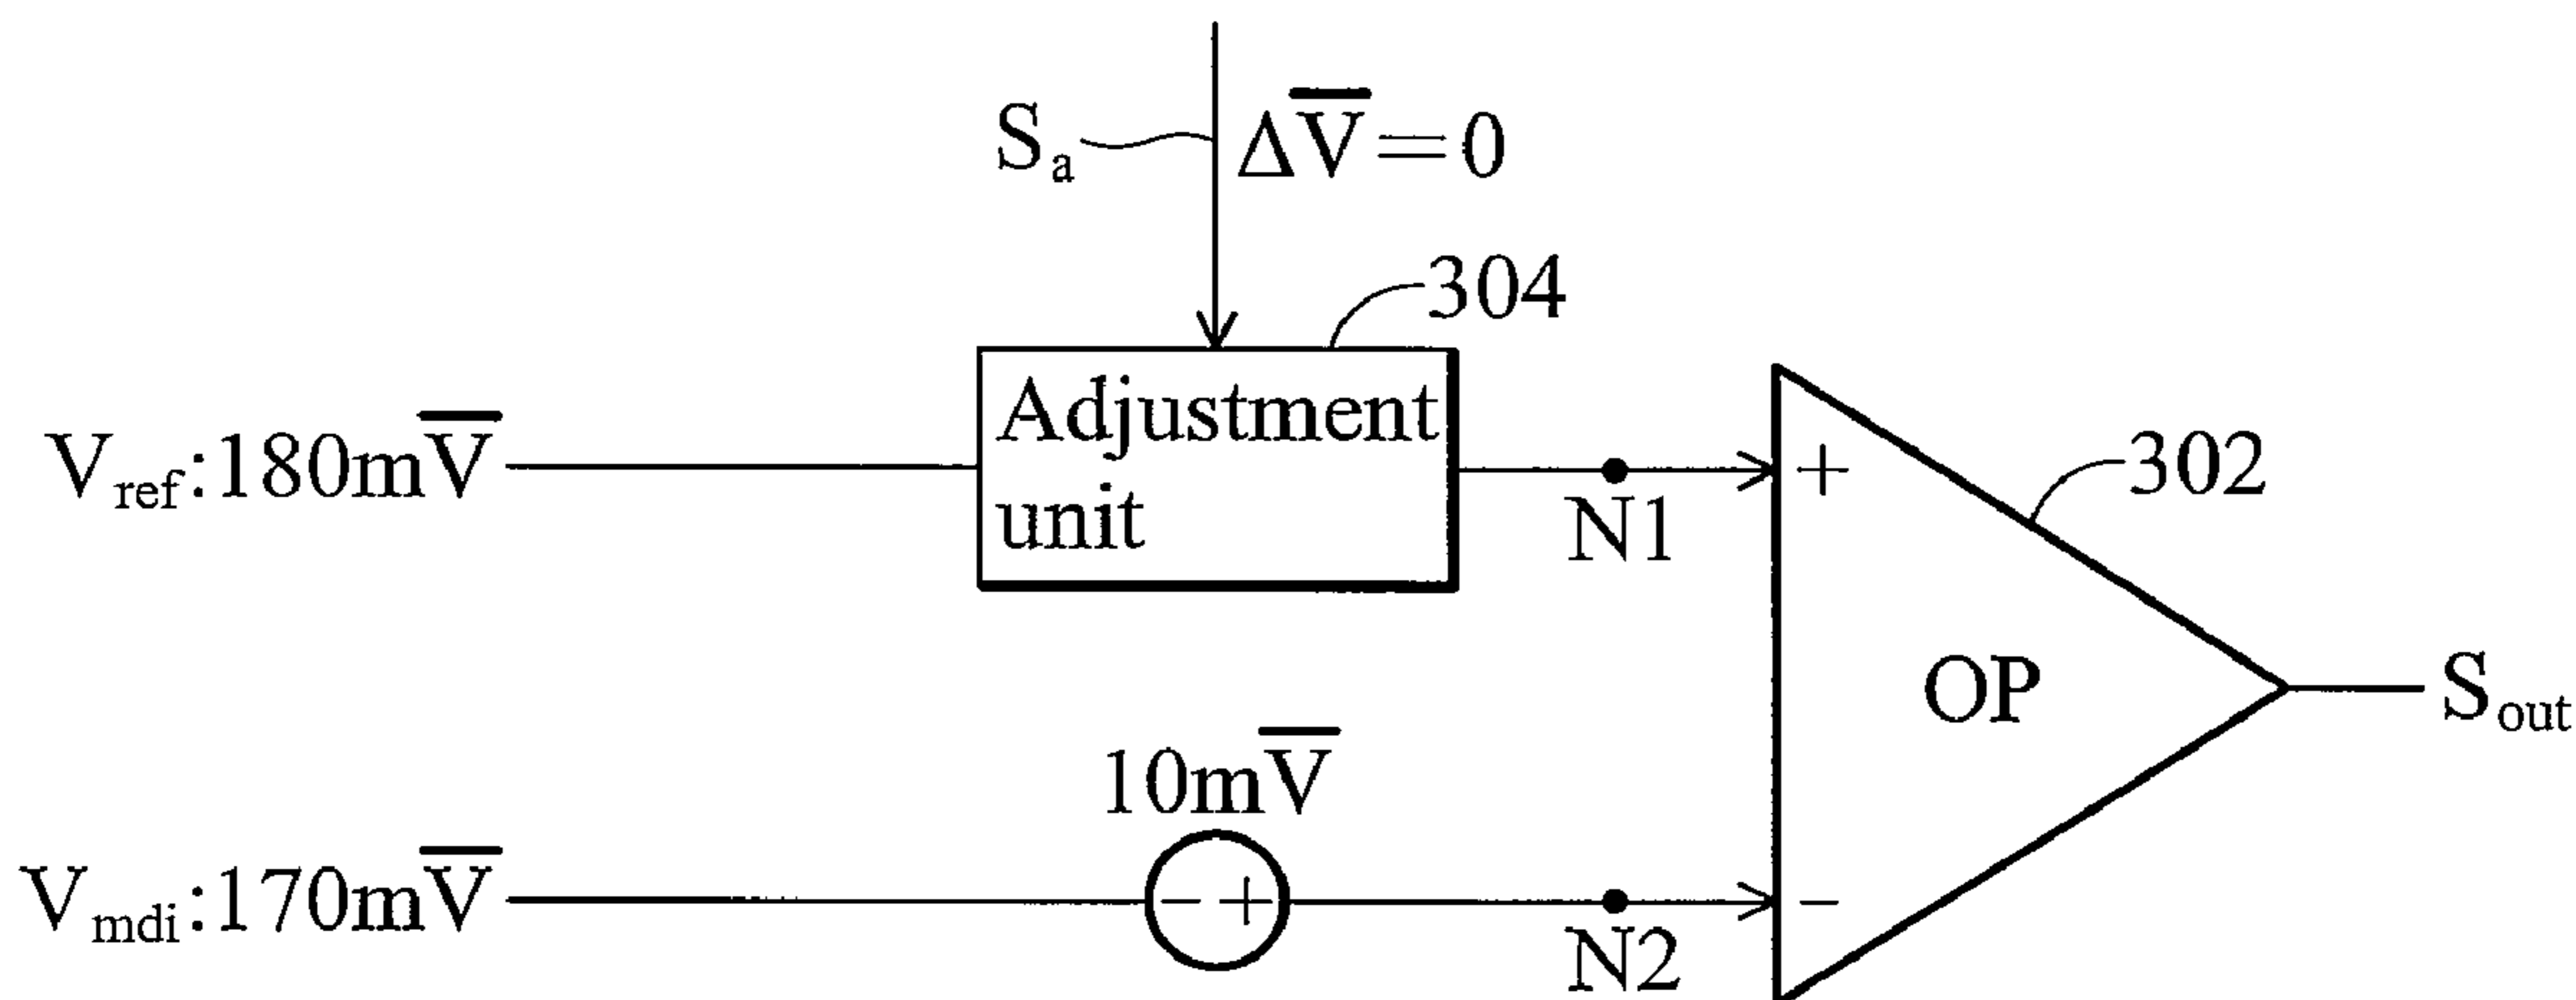 Sa ΔV̅=0
304
Vref:180mV̅
Adjustment
unit
+
302
N1
OP
Sout
10mV̅
Vmdi:170mV̅
- +
-
N2